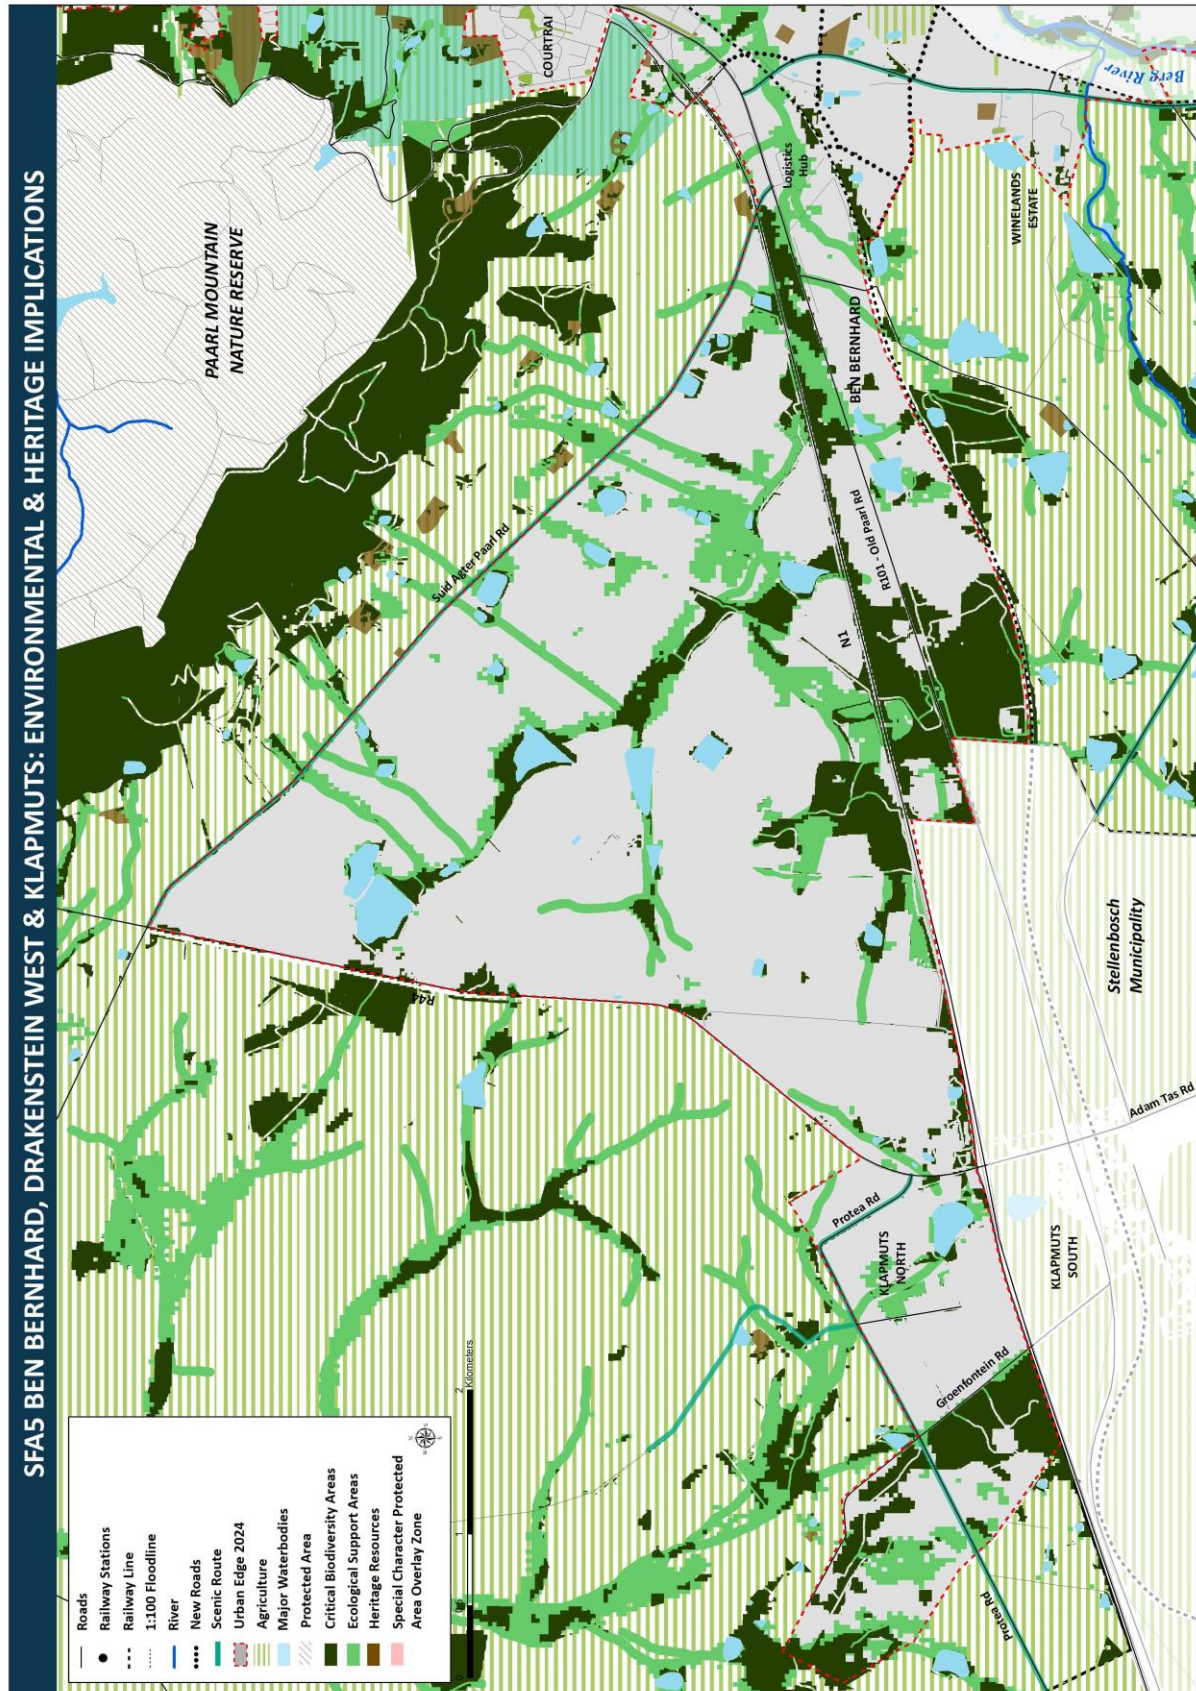 SFA5 BEN BERNHARD, DRAKENSTEIN WEST & KLAPMUTS: ENVIRONMENTAL & HERITAGE IMPLICATIONS
Roads
Railway Stations
Railway Line
1:100 Floodline
River
New Roads
Scenic Route
Urban Edge 2024
Agriculture
Major Waterbodies
Protected Area
Critical Biodiversity Areas
Ecological Support Areas
Heritage Resources
Special Character Protected
Area Overlay Zone
1
2
Kilometers
PAARL MOUNTAIN
NATURE RESERVE
COURTRAI
Suid Agter Paarl Rd
R44
Logistics
Hub
Berg River
WINELANDS
ESTATE
BEN BERNHARD
R101 - Old Paarl Rd
N1
Protea Rd
KLAPMUTS
NORTH
Groenfontein Rd
Protea Rd
KLAPMUTS
SOUTH
Adam Tas Rd
Stellenbosch
Municipality